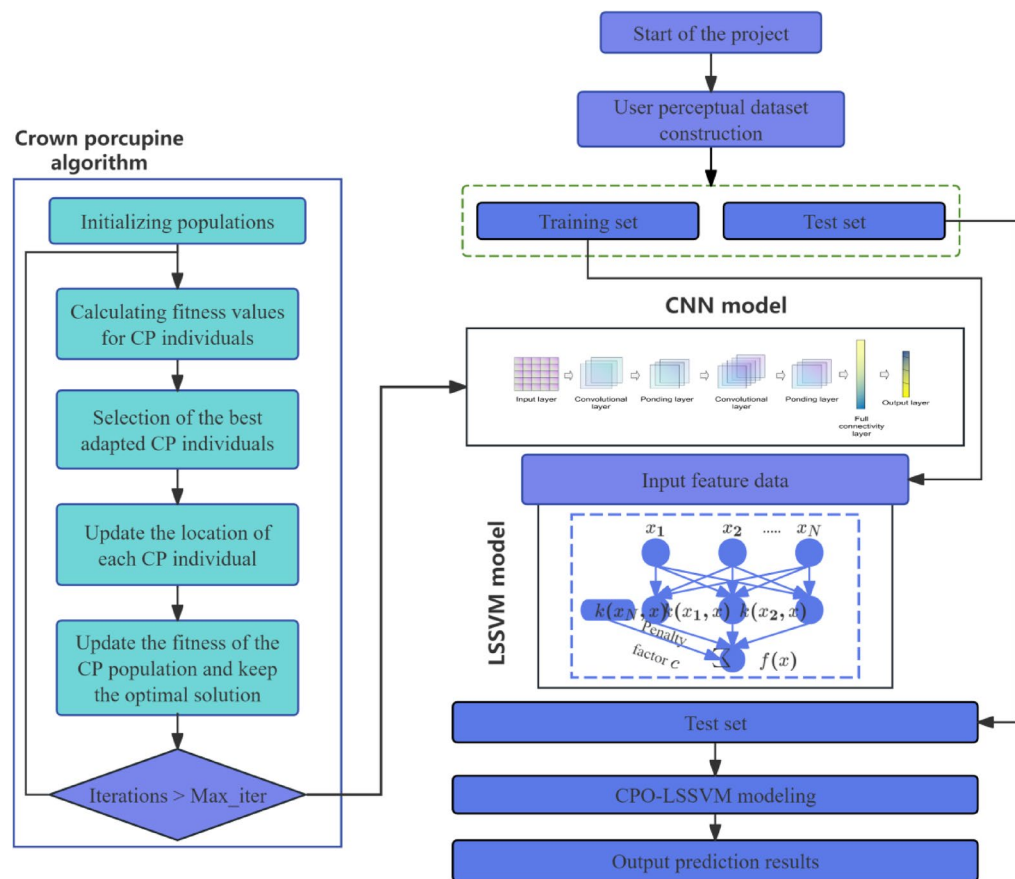 Start of the project
User perceptual dataset
construction
Training set
Test set
Crown porcupine
algorithm
Initializing populations
Calculating fitness values
for CP individuals
Selection of the best
adapted CP individuals
Update the location of
each CP individual
Update the fitness of the
CP population and keep
the optimal solution
Iterations > Max_iter
CNN model
Input layer
Convolutional
layer
Ponding layer
Convolutional
layer
Ponding layer
Full
connectivity
layer
Output layer
Input feature data
LSSVM model
x₁ x₂ ..... x_N
k(x_N, x) k(x₁, x) k(x₂, x)
Penalty
factor c
Σ f(x)
Test set
CPO-LSSVM modeling
Output prediction results